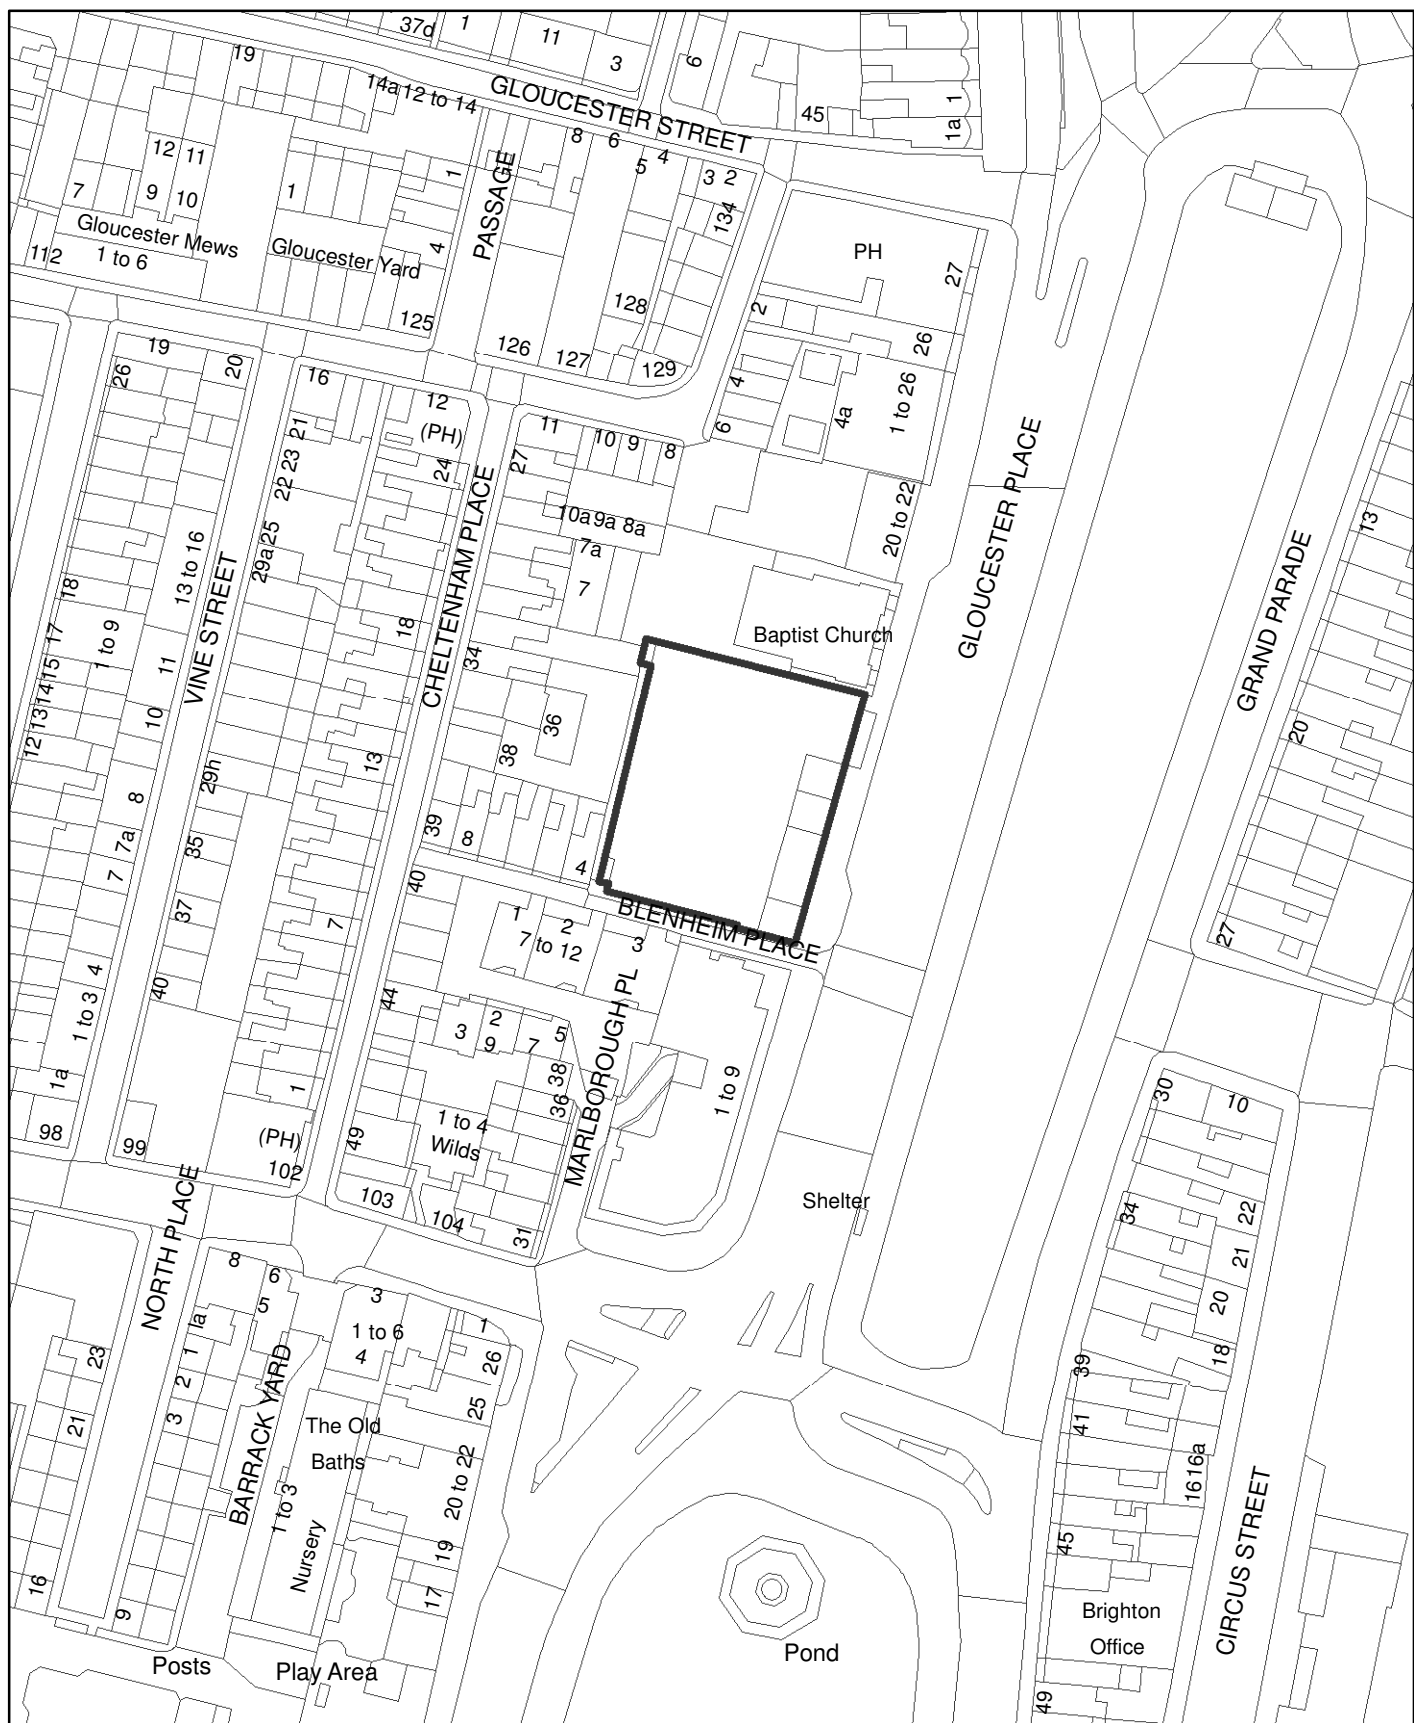 37d
1
11
3
6
19
14a
12 to 14
GLOUCESTER STREET
45
1a
1
8
6
5
4
3
2
134
12
11
9
10
7
1
1
4
PASSAGE
Gloucester Mews
Gloucester Yard
1 to 6
112
125
126
127
128
129
PH
27
2
26
4
6
4a
1 to 26
19
20
26
16
12
(PH)
21
24
23
22
11
10
9
8
27
10a
9a
8a
7a
7
20 to 22
GLOUCESTER PLACE
CHELTENHAM PLACE
13
GRAND PARADE
25
29a
13 to 16
VINE STREET
18
17
1 to 9
15
14
13
12
11
10
18
34
Baptist Church
36
38
13
29h
20
8
7a
7
35
39
8
4
37
40
7
1
2
7 to 12
3
BLENHEIM PLACE
27
4
1 to 3
40
44
3
2
9
7
5
38
36
MARLBOROUGH PL
1 to 9
1a
98
99
1
(PH)
102
49
1 to 4
Wilds
103
104
31
30
10
34
22
21
20
18
Shelter
NORTH PLACE
8
6
5
la
1
2
3
3
1 to 6
4
1
26
25
23
21
BARRACK YARD
The Old
Baths
1 to 3
Nursery
20 to 22
19
17
39
41
16
16a
45
CIRCUS STREET
16
9
Posts
Play Area
Pond
Brighton
Office
49